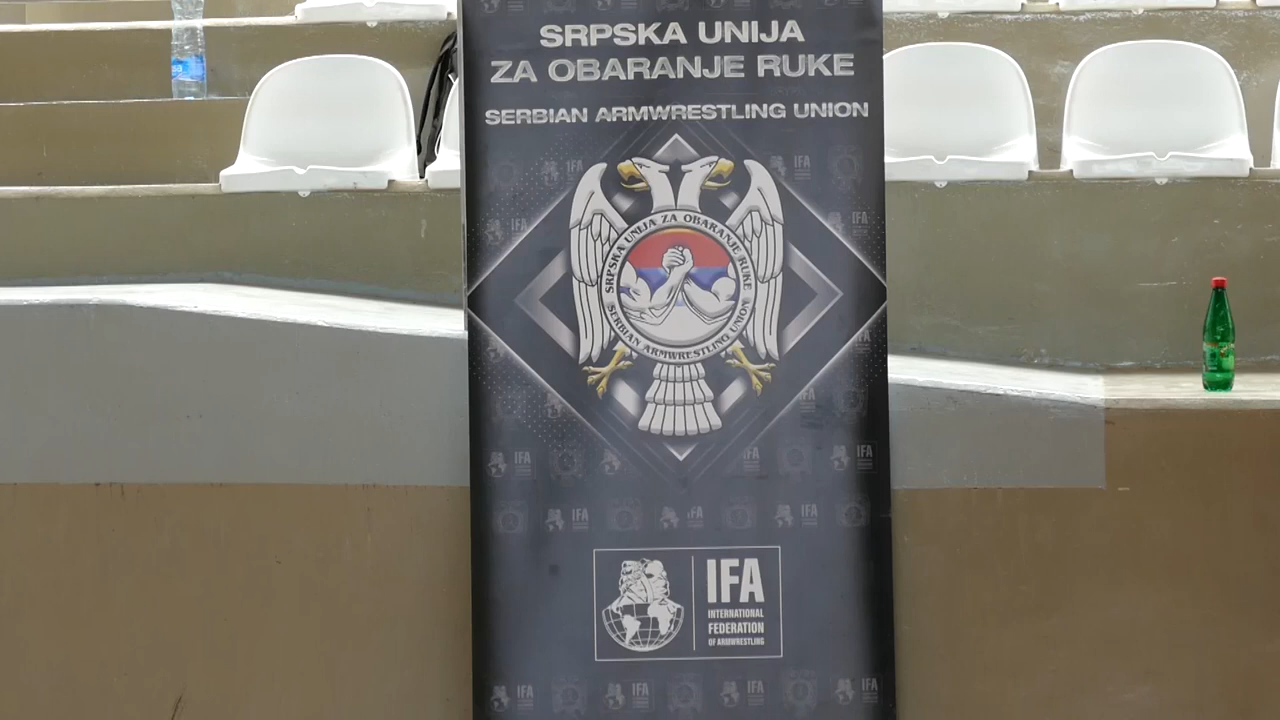 SRPSKA UNIJA
ZA OBARANJE RUKE
SERBIAN ARMWRESTLING UNION
SRPSKA UNIJA ZA OBARANJE RUKE
SERBIAN ARMWRESTLING UNION
IFA
INTERNATIONAL
FEDERATION
OF ARMWRESTLING